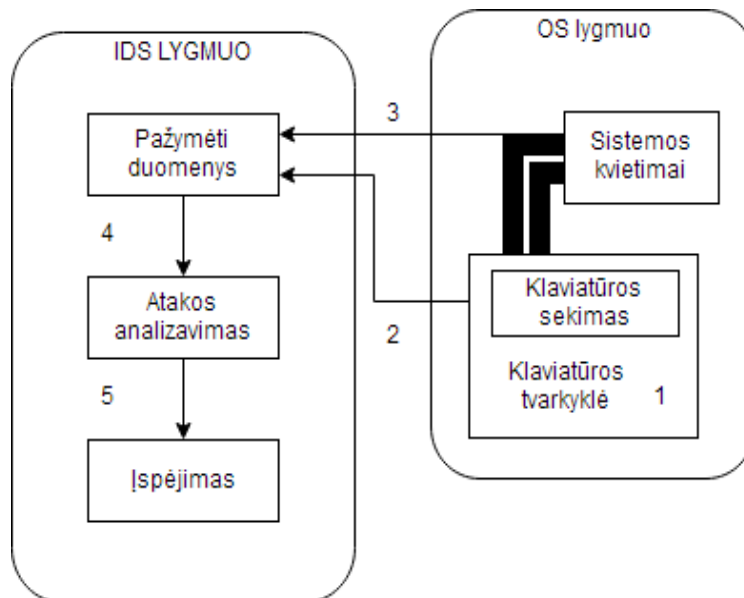 IDS LYGMUO
Pažymėti
duomenys
4
Atakos
analizavimas
5
Įspėjimas
3
2
OS lygmuo
Sistemos
kvietimai
Klaviatūros
sekimas
Klaviatūros
tvarkyklė
1